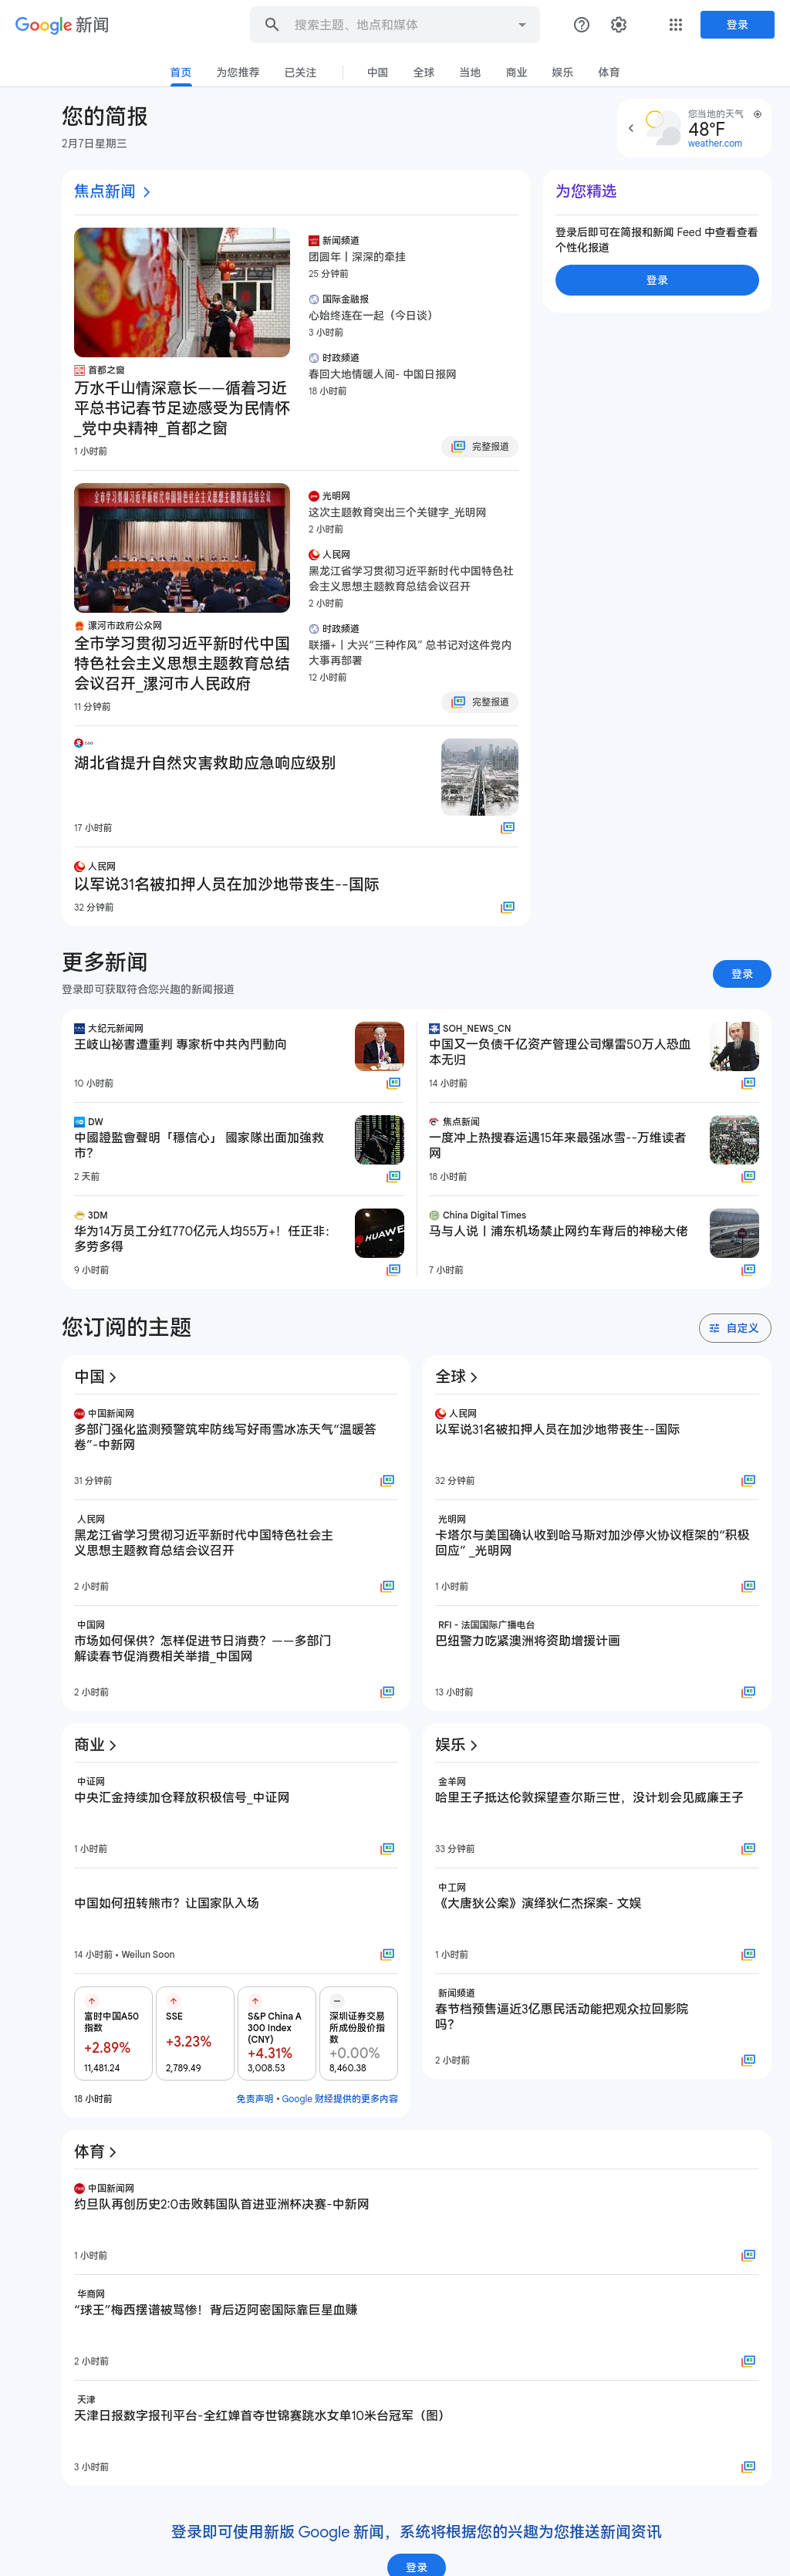 Google 新闻
搜索主题、地点和媒体
登录
首页
为您推荐
已关注
中国
全球
当地
商业
娱乐
体育
您的简报
2月7日星期三
您当地的天气
48°F
weather.com
焦点新闻
首都之窗
万水千山情深意长——循着习近
平总书记春节足迹感受为民情怀
_党中央精神_首都之窗
1 小时前
新闻频道
团圆年丨深深的牵挂
25 分钟前
国际金融报
心始终连在一起（今日谈）
3 小时前
时政频道
春回大地情暖人间- 中国日报网
18 小时前
完整报道
为您精选
登录后即可在简报和新闻 Feed 中查看查看
个性化报道
登录
全市学习贯彻习近平新时代中国特色社会主义思想主题教育总结会议
漯河市政府公众网
全市学习贯彻习近平新时代中国
特色社会主义思想主题教育总结
会议召开_漯河市人民政府
11 分钟前
光明网
这次主题教育突出三个关键字_光明网
2 小时前
人民网
黑龙江省学习贯彻习近平新时代中国特色社
会主义思想主题教育总结会议召开
2 小时前
时政频道
联播+丨大兴“三种作风” 总书记对这件党内
大事再部署
12 小时前
完整报道
湖北省提升自然灾害救助应急响应级别
17 小时前
人民网
以军说31名被扣押人员在加沙地带丧生--国际
32 分钟前
更多新闻
登录即可获取符合您兴趣的新闻报道
登录
大纪元新闻网
王岐山祕書遭重判 專家析中共內鬥動向
10 小时前
SOH_NEWS_CN
中国又一负债千亿资产管理公司爆雷50万人恐血
本无归
14 小时前
DW
中國證監會聲明「穩信心」 國家隊出面加強救
市？
2 天前
焦点新闻
一度冲上热搜春运遇15年来最强冰雪--万维读者
网
18 小时前
3DM
华为14万员工分红770亿元人均55万+！任正非：
多劳多得
9 小时前
HUAWEI
China Digital Times
马与人说丨浦东机场禁止网约车背后的神秘大佬
7 小时前
您订阅的主题
自定义
中国
中国新闻网
多部门强化监测预警筑牢防线写好雨雪冰冻天气“温暖答
卷”-中新网
31 分钟前
人民网
黑龙江省学习贯彻习近平新时代中国特色社会主
义思想主题教育总结会议召开
2 小时前
中国网
市场如何保供？怎样促进节日消费？——多部门
解读春节促消费相关举措_中国网
2 小时前
全球
人民网
以军说31名被扣押人员在加沙地带丧生--国际
32 分钟前
光明网
卡塔尔与美国确认收到哈马斯对加沙停火协议框架的“积极
回应” _光明网
1 小时前
RFI - 法国国际广播电台
巴纽警力吃紧澳洲将资助增援计画
13 小时前
商业
中证网
中央汇金持续加仓释放积极信号_中证网
1 小时前
中国如何扭转熊市？让国家队入场
14 小时前 • Weilun Soon
富时中国A50
指数
+2.89%
11,481.24
SSE
+3.23%
2,789.49
S&P China A
300 Index
(CNY)
+4.31%
3,008.53
深圳证券交易
所成份股价指
数
+0.00%
8,460.38
18 小时前
免责声明 • Google 财经提供的更多内容
娱乐
金羊网
哈里王子抵达伦敦探望查尔斯三世，没计划会见威廉王子
33 分钟前
中工网
《大唐狄公案》演绎狄仁杰探案- 文娱
1 小时前
新闻频道
春节档预售逼近3亿惠民活动能把观众拉回影院
吗？
2 小时前
体育
中国新闻网
约旦队再创历史2:0击败韩国队首进亚洲杯决赛-中新网
1 小时前
华商网
“球王”梅西摆谱被骂惨！背后迈阿密国际靠巨星血赚
2 小时前
天津
天津日报数字报刊平台-全红婵首夺世锦赛跳水女单10米台冠军（图）
3 小时前
登录即可使用新版 Google 新闻，系统将根据您的兴趣为您推送新闻资讯
登录